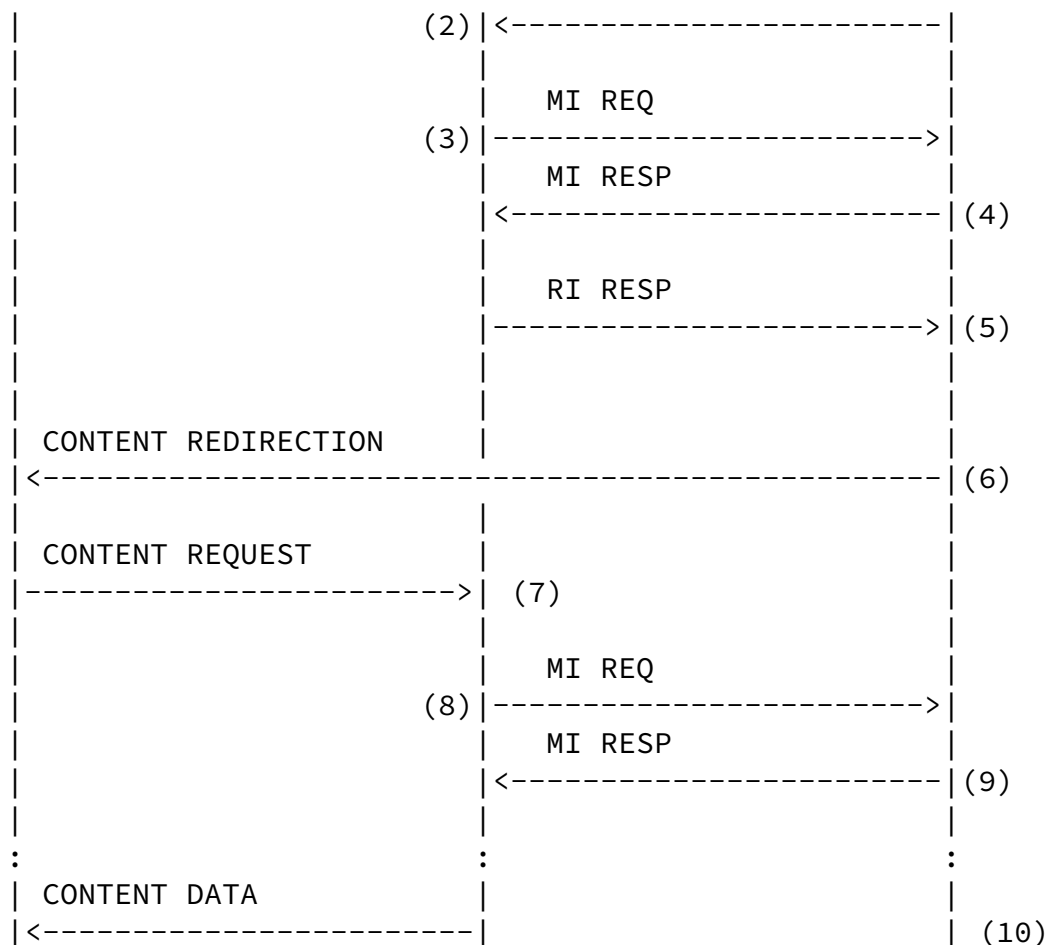 (2)
MI REQ
(3)
MI RESP
(4)
RI RESP
(5)
CONTENT REDIRECTION
(6)
CONTENT REQUEST
(7)
MI REQ
(8)
MI RESP
(9)
: : :
CONTENT DATA
(10)